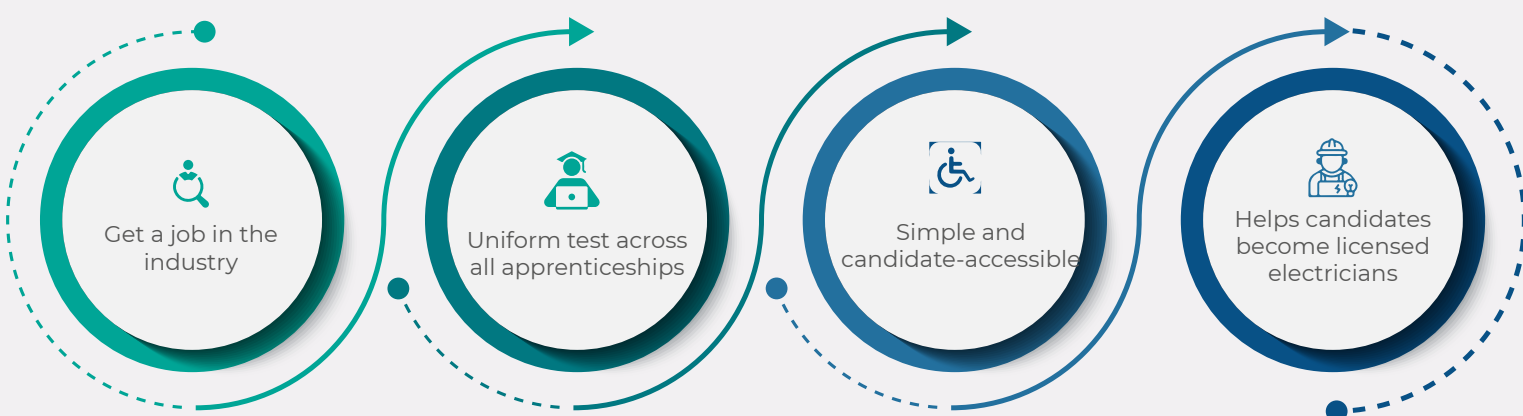 Get a job in the
industry
Uniform test across
all apprenticeships
Simple and
candidate-accessible
Helps candidates
become licensed
electricians